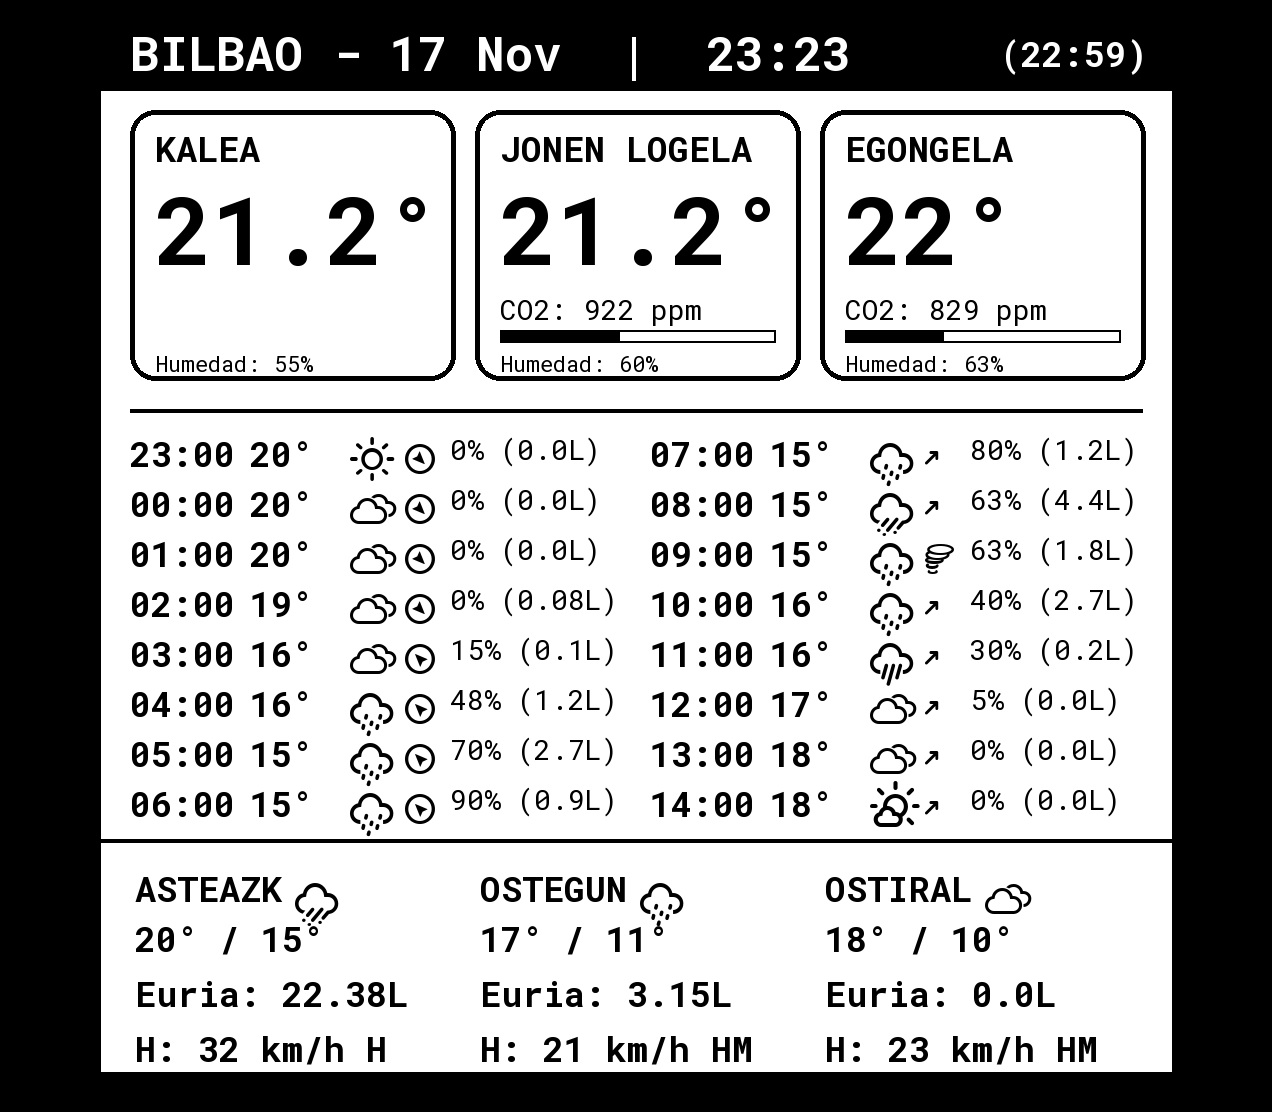 BILBAO - 17 Nov | 23:23 (22:59)
KALEA
21.2°
Humedad: 55%
JONEN LOGELA
21.2°
CO2: 922 ppm
Humedad: 60%
EGONGELA
22°
CO2: 829 ppm
Humedad: 63%
23:00 20° 0% (0.0L)
00:00 20° 0% (0.0L)
01:00 20° 0% (0.0L)
02:00 19° 0% (0.08L)
03:00 16° 15% (0.1L)
04:00 16° 48% (1.2L)
05:00 15° 70% (2.7L)
06:00 15° 90% (0.9L)
07:00 15° 80% (1.2L)
08:00 15° 63% (4.4L)
09:00 15° 63% (1.8L)
10:00 16° 40% (2.7L)
11:00 16° 30% (0.2L)
12:00 17° 5% (0.0L)
13:00 18° 0% (0.0L)
14:00 18° 0% (0.0L)
ASTEAZK
20° / 15°
Euria: 22.38L
H: 32 km/h H
OSTEGUN
17° / 11°
Euria: 3.15L
H: 21 km/h HM
OSTIRAL
18° / 10°
Euria: 0.0L
H: 23 km/h HM